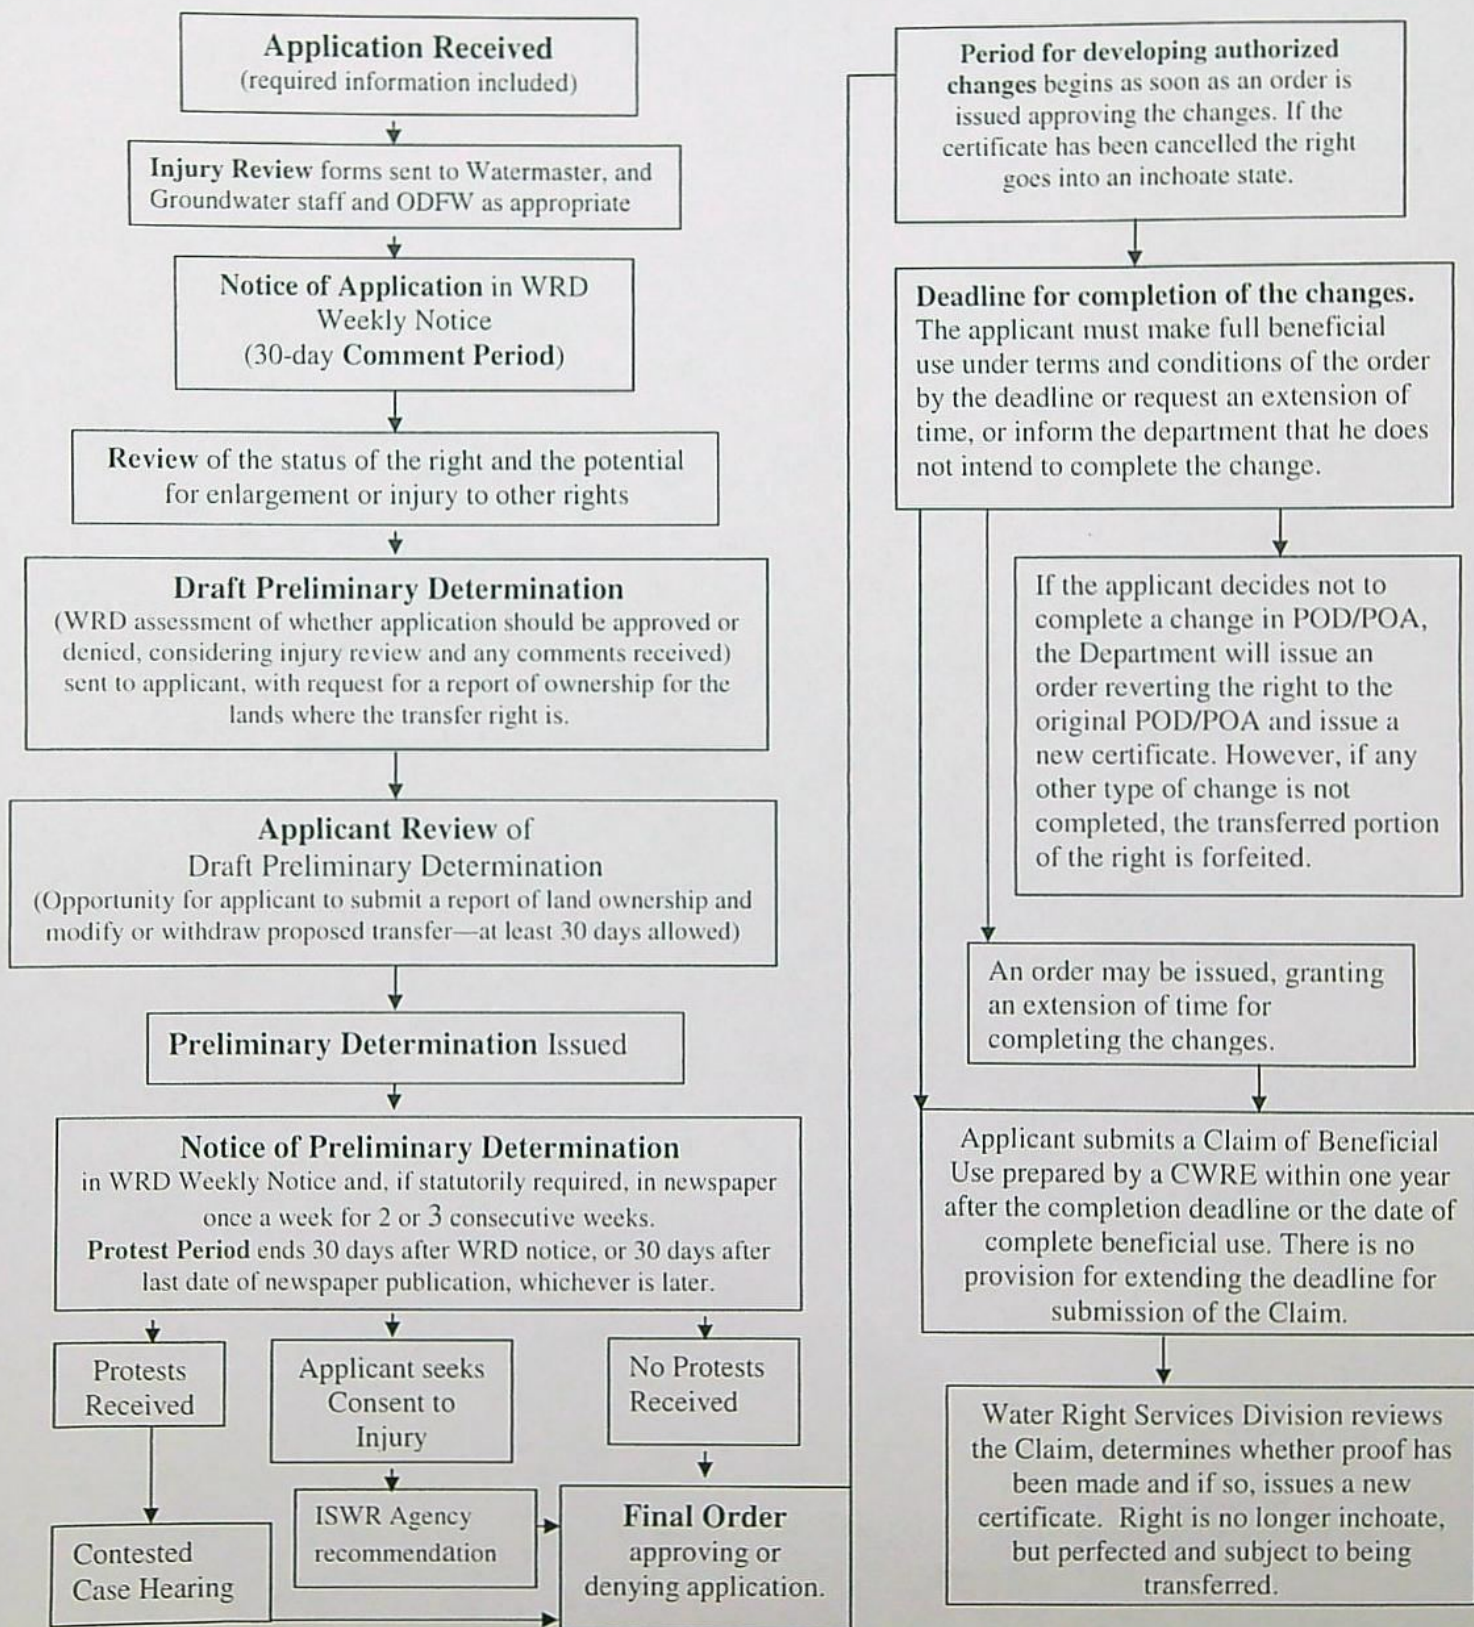 Application Received
(required information included)
Injury Review forms sent to Watermaster, and
Groundwater staff and ODFW as appropriate
Notice of Application in WRD
Weekly Notice
(30-day Comment Period)
Review of the status of the right and the potential
for enlargement or injury to other rights
Draft Preliminary Determination
(WRD assessment of whether application should be approved or
denied, considering injury review and any comments received)
sent to applicant, with request for a report of ownership for the
lands where the transfer right is.
Applicant Review of
Draft Preliminary Determination
(Opportunity for applicant to submit a report of land ownership and
modify or withdraw proposed transfer—at least 30 days allowed)
Preliminary Determination Issued
Notice of Preliminary Determination
in WRD Weekly Notice and, if statutorily required, in newspaper
once a week for 2 or 3 consecutive weeks.
Protest Period ends 30 days after WRD notice, or 30 days after
last date of newspaper publication, whichever is later.
Protests
Received
Applicant seeks
Consent to
Injury
No Protests
Received
Contested
Case Hearing
ISWR Agency
recommendation
Final Order
approving or
denying application.
Period for developing authorized
changes begins as soon as an order is
issued approving the changes. If the
certificate has been cancelled the right
goes into an inchoate state.
Deadline for completion of the changes.
The applicant must make full beneficial
use under terms and conditions of the order
by the deadline or request an extension of
time, or inform the department that he does
not intend to complete the change.
If the applicant decides not to
complete a change in POD/POA,
the Department will issue an
order reverting the right to the
original POD/POA and issue a
new certificate. However, if any
other type of change is not
completed, the transferred portion
of the right is forfeited.
An order may be issued, granting
an extension of time for
completing the changes.
Applicant submits a Claim of Beneficial
Use prepared by a CWRE within one year
after the completion deadline or the date of
complete beneficial use. There is no
provision for extending the deadline for
submission of the Claim.
Water Right Services Division reviews
the Claim, determines whether proof has
been made and if so, issues a new
certificate. Right is no longer inchoate,
but perfected and subject to being
transferred.